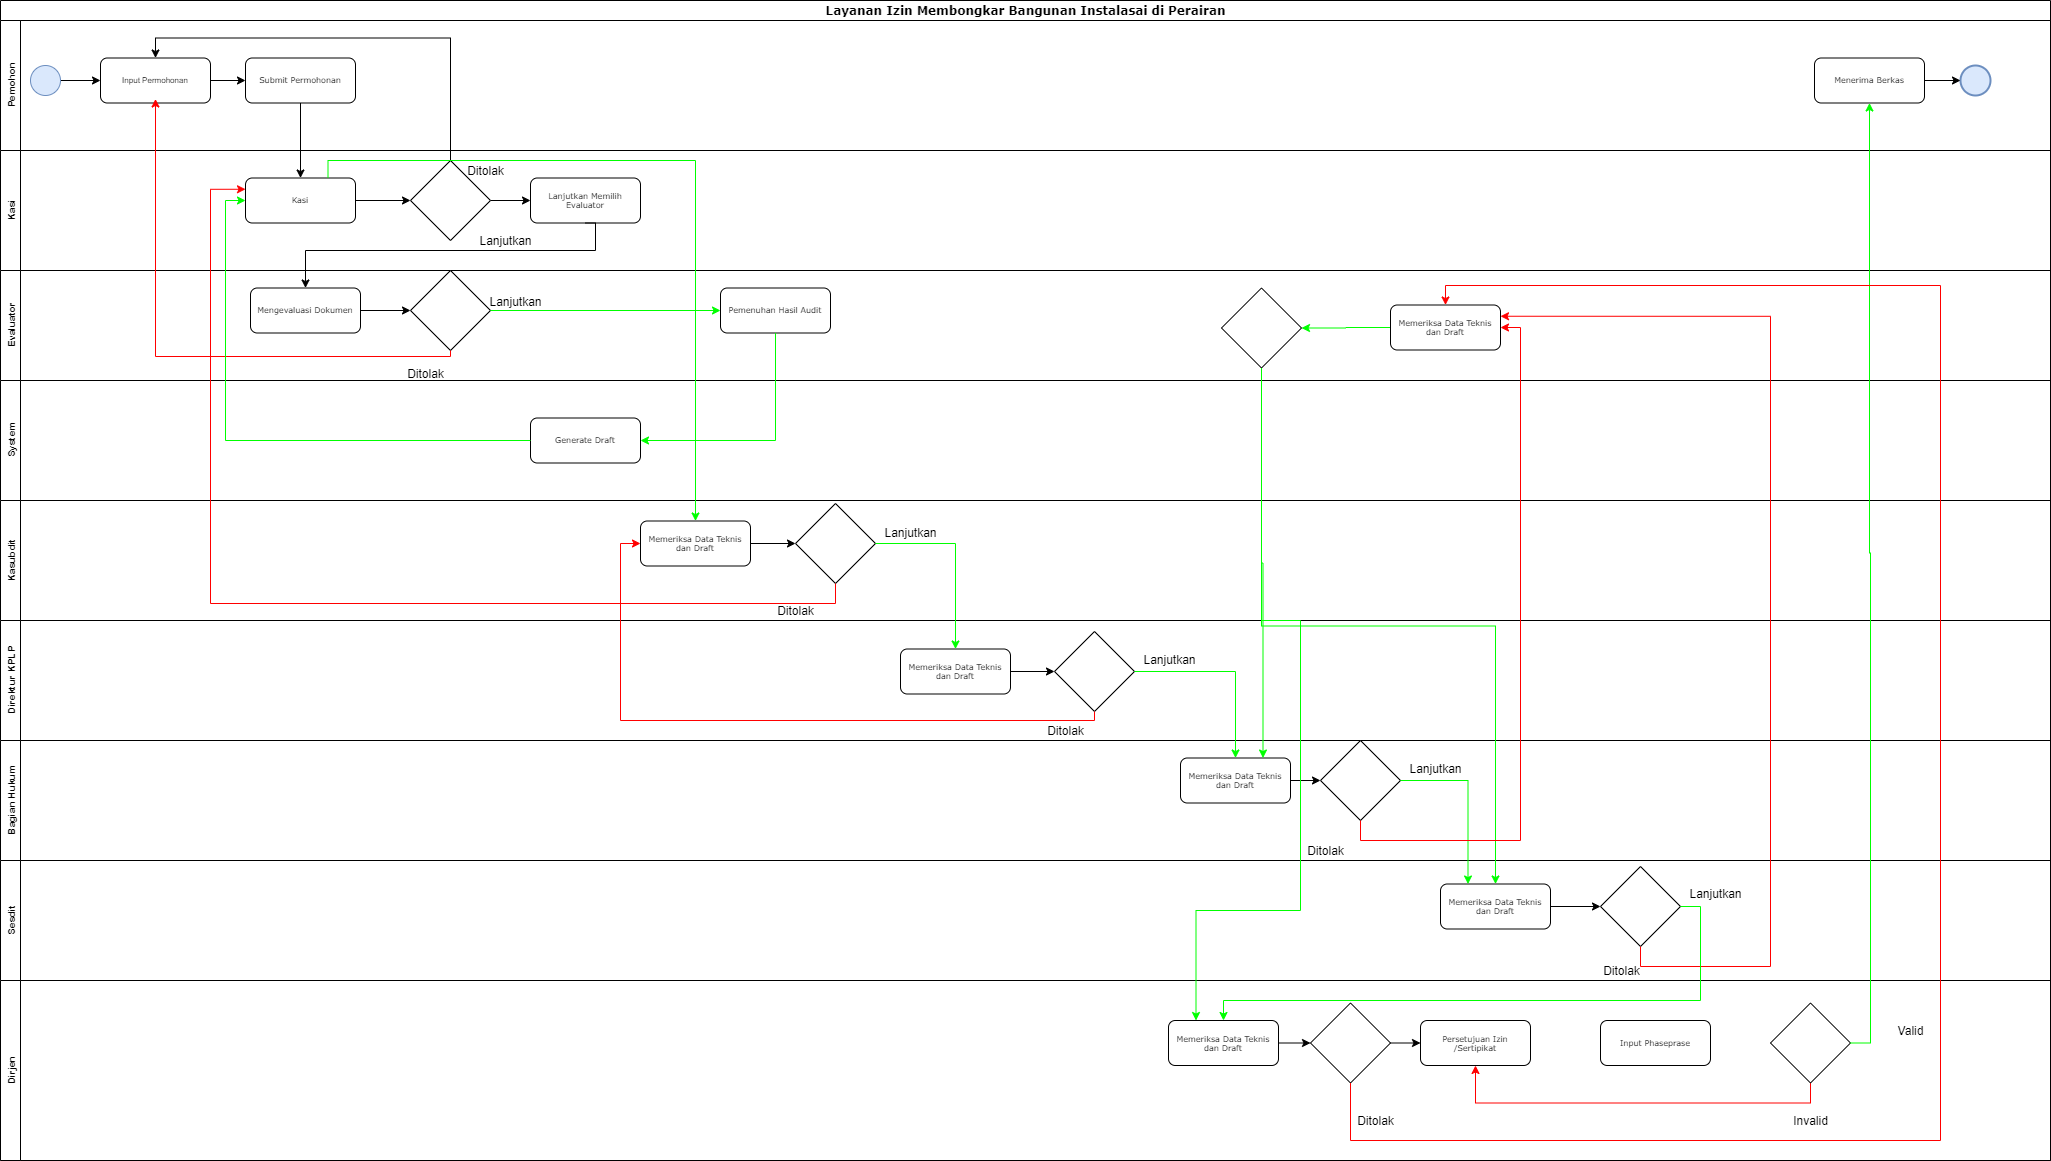 Layanan Izin Membongkar Bangunan Instalasai di Perairan
Pemohon
Input Permohonan
Submit Permohonan
Menerima Berkas
Kasi
Kasi
Ditolak
Lanjutkan Memilih
Evaluator
Lanjutkan
Evaluator
Mengevaluasi Dokumen
Lanjutkan
Pemenuhan Hasil Audit
Memeriksa Data Teknis
dan Draft
Ditolak
System
Generate Draft
Kasubdit
Memeriksa Data Teknis
dan Draft
Lanjutkan
Ditolak
Direktur KPLP
Memeriksa Data Teknis
dan Draft
Lanjutkan
Ditolak
Bagian Hukum
Memeriksa Data Teknis
dan Draft
Lanjutkan
Ditolak
Sesdit
Memeriksa Data Teknis
dan Draft
Lanjutkan
Ditolak
Dirjen
Memeriksa Data Teknis
dan Draft
Persetujuan Izin
/Sertipikat
Input Phaseprase
Valid
Ditolak
Invalid